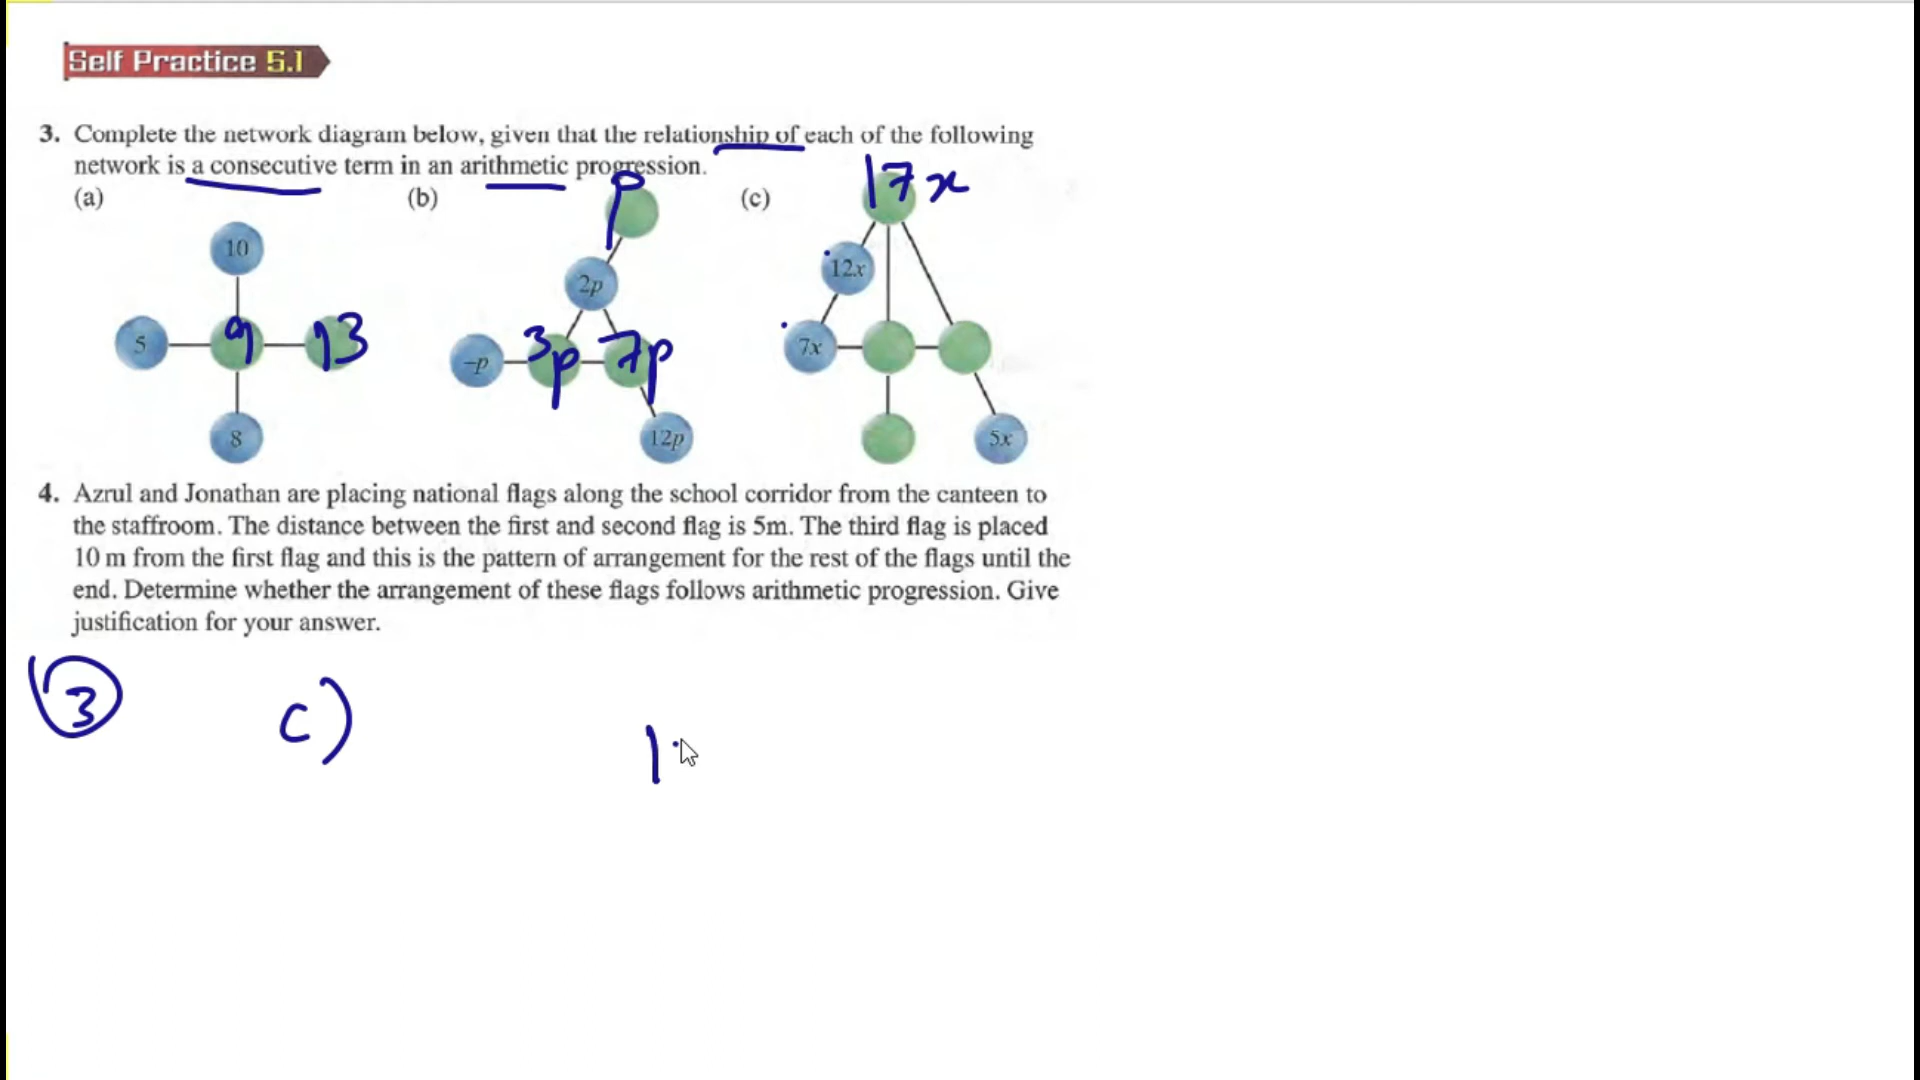 Self Practice 5.1
3. Complete the network diagram below, given that the relationship of each of the following
network is a consecutive term in an arithmetic progression.
(a) (b) (c)
10
5 9 13
8
p
2p
-p 3p 7p
12p
17x
12x
7x
5x
4. Azrul and Jonathan are placing national flags along the school corridor from the canteen to
the staffroom. The distance between the first and second flag is 5m. The third flag is placed
10 m from the first flag and this is the pattern of arrangement for the rest of the flags until the
end. Determine whether the arrangement of these flags follows arithmetic progression. Give
justification for your answer.
3 c)
1